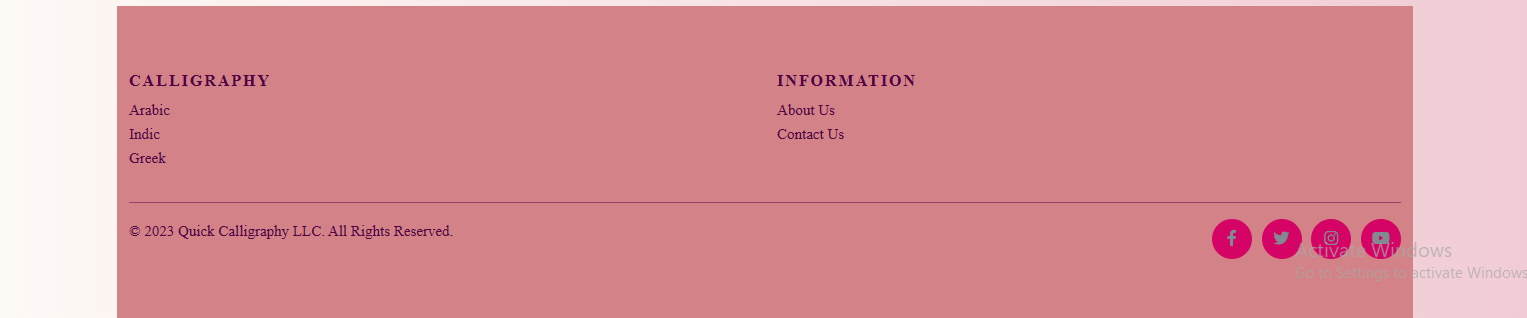 CALLIGRAPHY
Arabic
Indic
Greek
INFORMATION
About Us
Contact Us
© 2023 Quick Calligraphy LLC. All Rights Reserved.
Activate Windows
Go to Settings to activate Windows